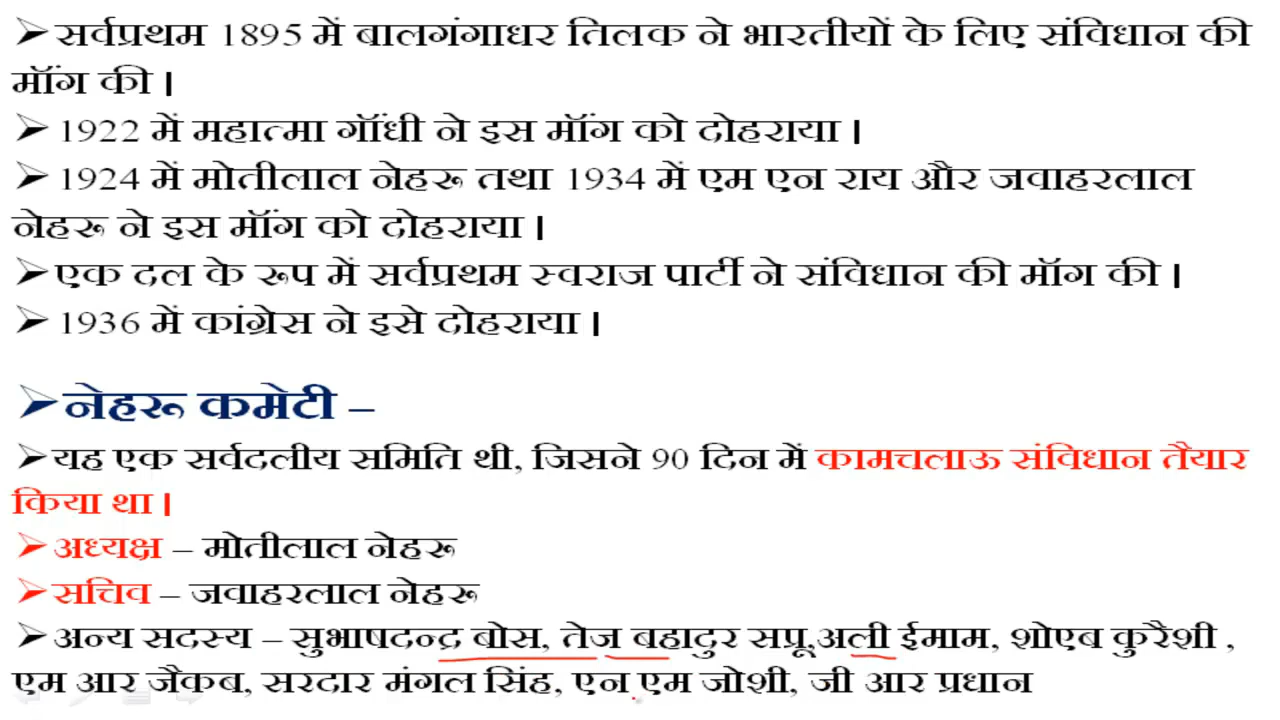 ➢सर्वप्रथम 1895 में बालगंगाधर तिलक ने भारतीयों के लिए संविधान की
मॉंग की |
➢ 1922 में महात्मा गॉंधी ने इस मॉंग को दोहराया |
➢ 1924 में मोतीलाल नेहरू तथा 1934 में एम एन राय और जवाहरलाल
नेहरू ने इस मॉंग को दोहराया |
➢एक दल के रूप में सर्वप्रथम स्वराज पार्टी ने संविधान की मॉग की |
➢ 1936 में कांग्रेस ने इसे दोहराया |
➢नेहरू कमेटी –
➢यह एक सर्वदलीय समिति थी, जिसने 90 दिन में कामचलाऊ संविधान तैयार
किया था |
➢अध्यक्ष – मोतीलाल नेहरू
➢सचिव – जवाहरलाल नेहरू
➢अन्य सदस्य – सुभाषदन्द्र बोस, तेज बहादुर सप्रू,अली ईमाम, शोएब कुरैशी ,
एम आर जैकब, सरदार मंगल सिंह, एन एम जोशी, जी आर प्रधान